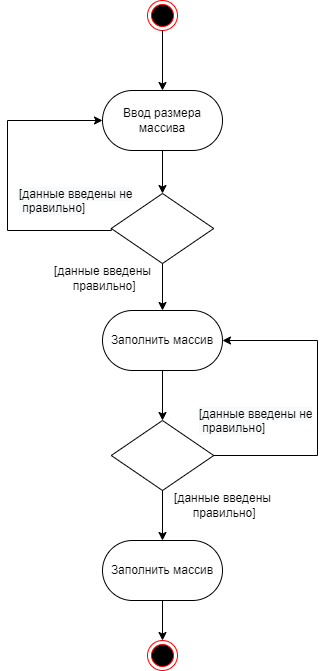 Ввод размера
массива
[данные введены не
правильно]
[данные введены
правильно]
Заполнить массив
[данные введены не
правильно]
[данные введены
правильно]
Заполнить массив